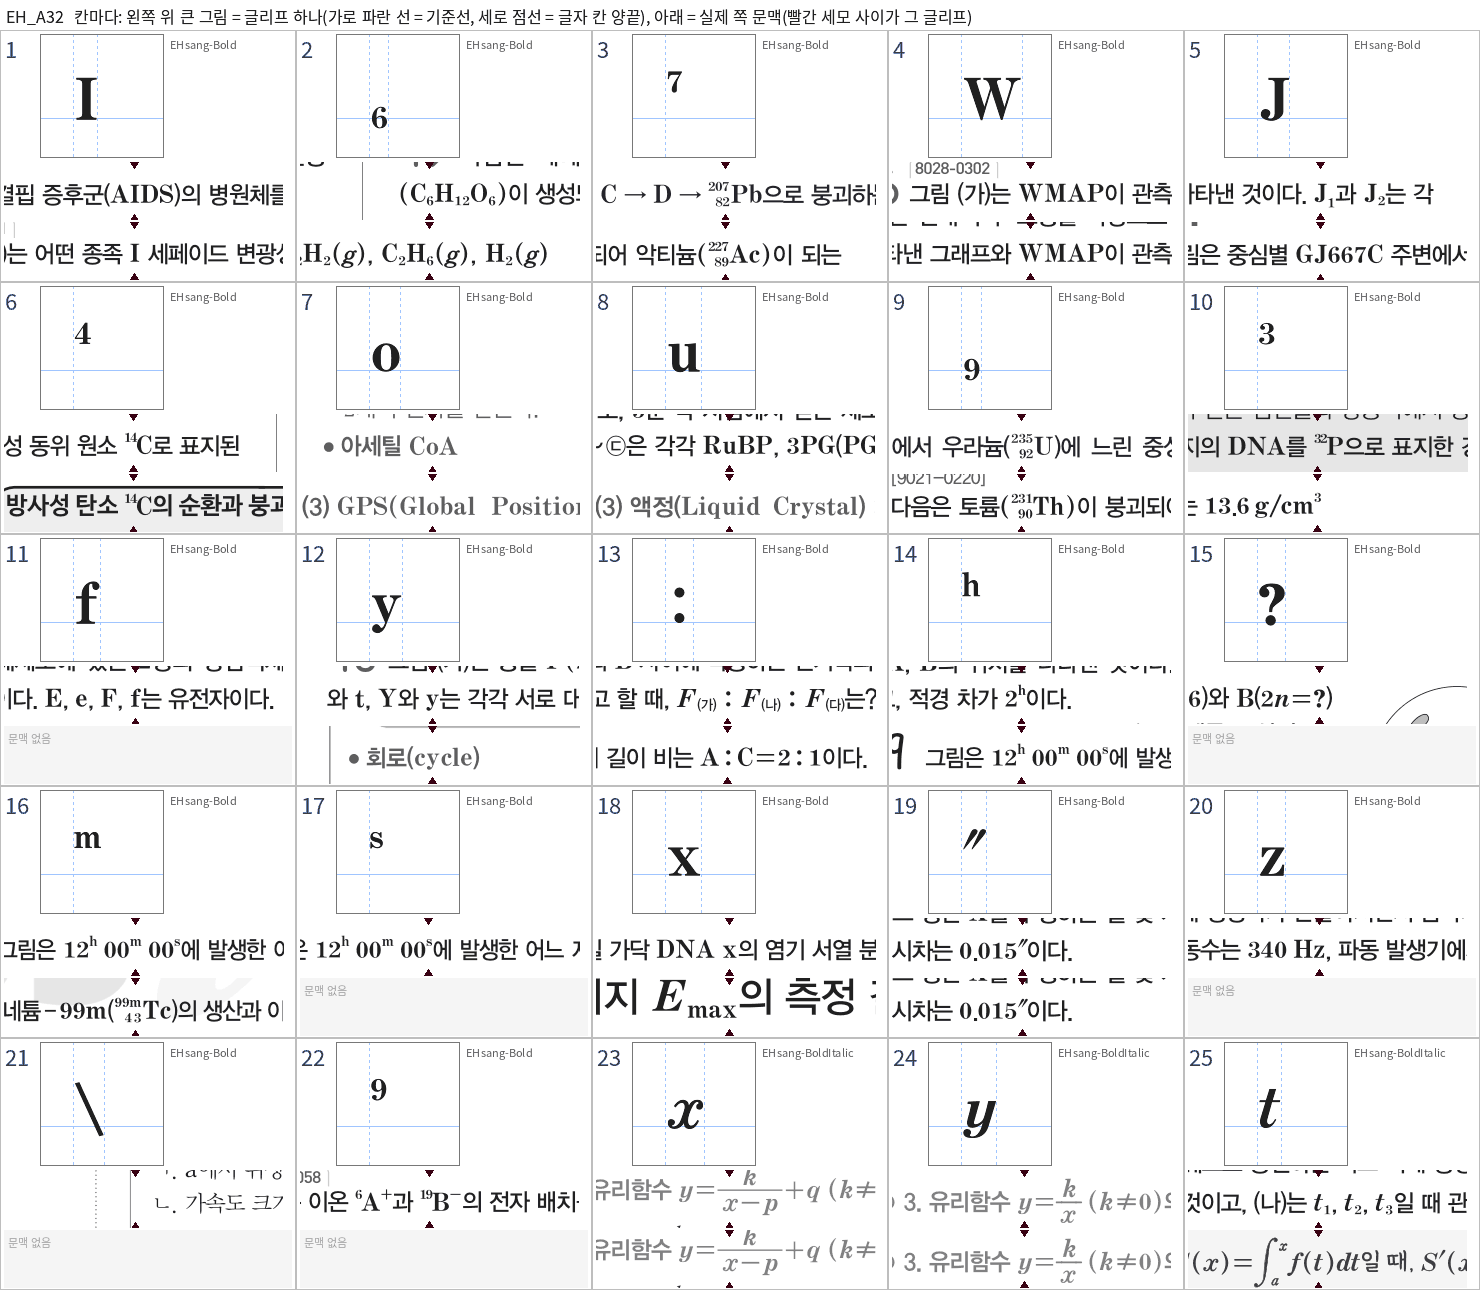 EH_A32 칸마다: 왼쪽 위 큰 그림 = 글리프 하나(가로 파란 선 = 기준선, 세로 점선 = 글자 칸 양끝), 아래 = 실제 쪽 문맥(빨간 세모 사이가 그 글리프)
1 EHsang-Bold
I
결핍 증후군(AIDS)의 병원체를
는 어떤 종족 I 세페이드 변광성
2 EHsang-Bold
6
(C₆H₁₂O₆)이 생성되
₂H₂(g), C₂H₆(g), H₂(g)
3 EHsang-Bold
7
C → D → ²⁰⁷₈₂Pb으로 붕괴하는
되어 악티늄(²²⁷₈₉Ac)이 되는
4 EHsang-Bold
W
8028-0302
그림 (가)는 WMAP이 관측
타낸 그래프와 WMAP이 관측
5 EHsang-Bold
J
나타낸 것이다. J₁과 J₂는 각
림은 중심별 GJ667C 주변에서
6 EHsang-Bold
4
성 동위 원소 ¹⁴C로 표지된
방사성 탄소 ¹⁴C의 순환과 붕괴
7 EHsang-Bold
o
• 아세틸 CoA
(3) GPS(Global Position
8 EHsang-Bold
u
~㉢은 각각 RuBP, 3PG(PG
(3) 액정(Liquid Crystal)
9 EHsang-Bold
9
에서 우라늄(²³⁵₉₂U)에 느린 중성
[9021-0220]
다음은 토륨(²³¹₉₀Th)이 붕괴되어
10 EHsang-Bold
3
지의 DNA를 ³²P으로 표지한
는 13.6 g/cm³
11 EHsang-Bold
f
이다. E, e, F, f는 유전자이다.
문맥 없음
12 EHsang-Bold
y
와 t, Y와 y는 각각 서로 대
• 회로(cycle)
13 EHsang-Bold
:
고 할 때, F₍가₎ : F₍나₎ : F₍다₎는?
길이 비는 A : C=2 : 1이다.
14 EHsang-Bold
h
, 적경 차가 2ʰ이다.
그림은 12ʰ 00ᵐ 00ˢ에 발생
15 EHsang-Bold
?
6)와 B(2n=?)
문맥 없음
16 EHsang-Bold
m
그림은 12ʰ 00ᵐ 00ˢ에 발생한 어
네튬-99m(⁹⁹ᵐ₄₃Tc)의 생산과 이
17 EHsang-Bold
s
은 12ʰ 00ᵐ 00ˢ에 발생한 어느 지
문맥 없음
18 EHsang-Bold
x
일 가닥 DNA x의 염기 서열 분
지 Emax의 측정
19 EHsang-Bold
″
시차는 0.015″이다.
시차는 0.015″이다.
20 EHsang-Bold
z
동수는 340 Hz, 파동 발생기에
문맥 없음
21 EHsang-Bold
\
ㄴ. 가속도 크기
문맥 없음
22 EHsang-Bold
9
058
이온 ⁶A⁺과 ¹⁹B⁻의 전자 배치
문맥 없음
23 EHsang-BoldItalic
x
유리함수 y=k/(x-p)+q (k≠
유리함수 y=k/(x-p)+q (k≠
24 EHsang-BoldItalic
y
3. 유리함수 y=k/x (k≠0)의
3. 유리함수 y=k/x (k≠0)의
25 EHsang-BoldItalic
t
것이고, (나)는 t₁, t₂, t₃일 때 관
′(x)=∫ₐˣ f(t)dt일 때, S′(x